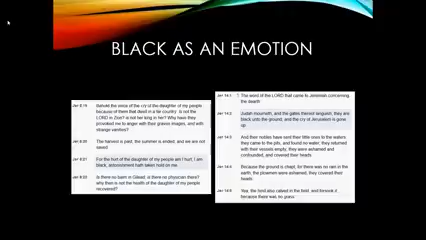 BLACK AS AN EMOTION
Jer 8:19 Behold the voice of the cry of the daughter of my people
because of them that dwell in a far country: Is not the
LORD in Zion? is not her king in her? Why have they
provoked me to anger with their graven images, and with
strange vanities?
Jer 8:20 The harvest is past, the summer is ended, and we are not
saved.
Jer 8:21 For the hurt of the daughter of my people am I hurt; I am
black; astonishment hath taken hold on me.
Jer 8:22 Is there no balm in Gilead; is there no physician there?
why then is not the health of the daughter of my people
recovered?
Jer 14:1 The word of the LORD that came to Jeremiah concerning
the dearth.
Jer 14:2 Judah mourneth, and the gates thereof languish; they are
black unto the ground; and the cry of Jerusalem is gone
up.
Jer 14:3 And their nobles have sent their little ones to the waters:
they came to the pits, and found no water; they returned
with their vessels empty; they were ashamed and
confounded, and covered their heads.
Jer 14:4 Because the ground is chapt, for there was no rain in the
earth, the plowmen were ashamed, they covered their
heads.
Jer 14:5 Yea, the hind also calved in the field, and forsook it,
because there was no grass.